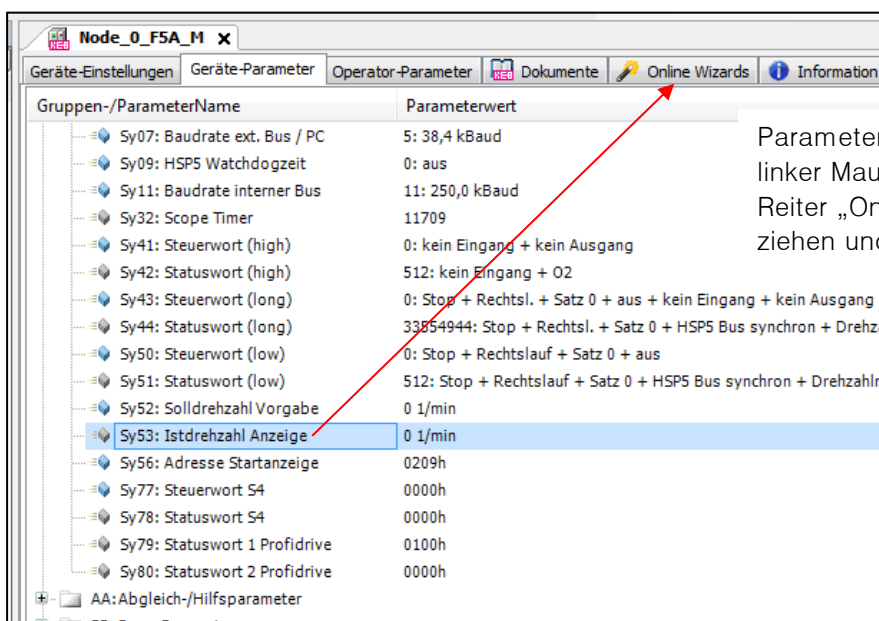 KEB Node_0_F5A_M x
Geräte-Einstellungen Geräte-Parameter Operator-Parameter KEB Dokumente Online Wizards Information
Gruppen-/ParameterName Parameterwert
Sy07: Baudrate ext. Bus / PC 5: 38,4 kBaud
Sy09: HSP5 Watchdogzeit 0: aus
Sy11: Baudrate interner Bus 11: 250,0 kBaud
Sy32: Scope Timer 11709
Sy41: Steuerwort (high) 0: kein Eingang + kein Ausgang
Sy42: Statuswort (high) 512: kein Eingang + O2
Sy43: Steuerwort (long) 0: Stop + Rechtsl. + Satz 0 + aus + kein Eingang + kein Ausgang
Sy44: Statuswort (long) 33554944: Stop + Rechtsl. + Satz 0 + HSP5 Bus synchron + Drehz
Sy50: Steuerwort (low) 0: Stop + Rechtslauf + Satz 0 + aus
Sy51: Statuswort (low) 512: Stop + Rechtslauf + Satz 0 + HSP5 Bus synchron + Drehzahl
Sy52: Solldrehzahl Vorgabe 0 1/min
Sy53: Istdrehzahl Anzeige 0 1/min
Sy56: Adresse Startanzeige 0209h
Sy77: Steuerwort S4 0000h
Sy78: Statuswort S4 0000h
Sy79: Statuswort 1 Profidrive 0100h
Sy80: Statuswort 2 Profidrive 0000h
AA: Abgleich-/Hilfsparameter
Parameter
linker Mau
Reiter „On
ziehen und